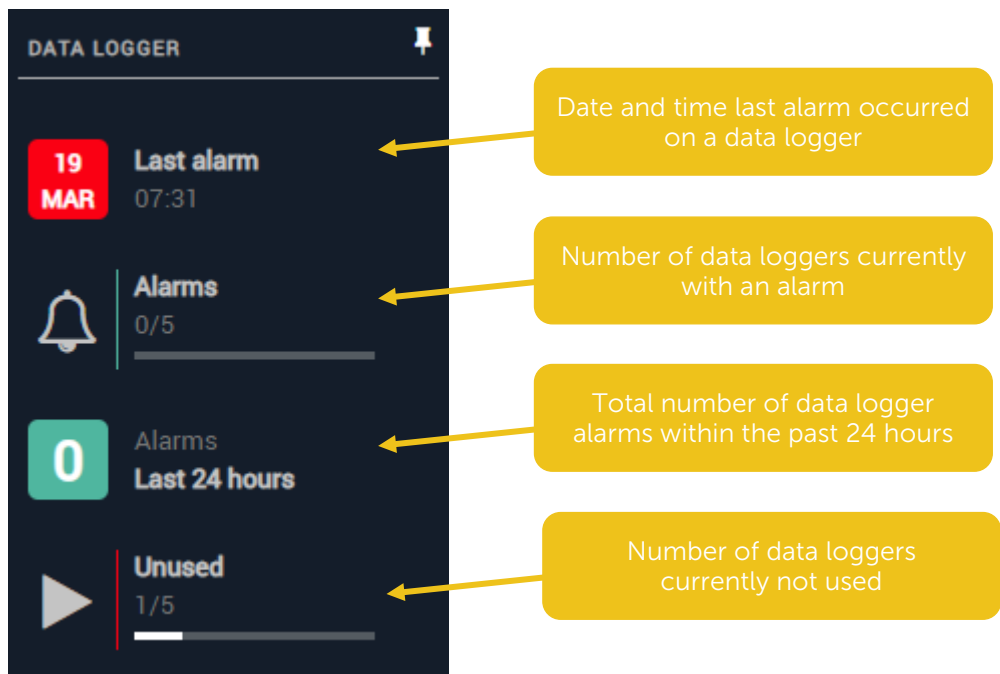 DATA LOGGER
19
MAR
Last alarm
07:31
Date and time last alarm occurred
on a data logger
Alarms
0/5
Number of data loggers currently
with an alarm
0
Alarms
Last 24 hours
Total number of data logger
alarms within the past 24 hours
Unused
1/5
Number of data loggers
currently not used